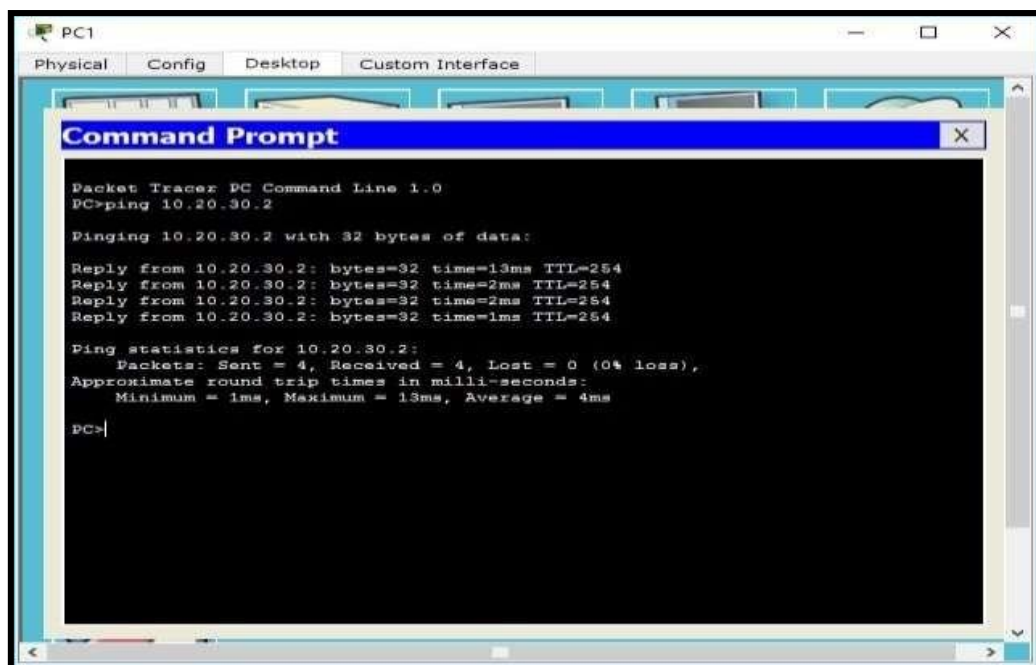 PC1
Physical Config Desktop Custom Interface
Command Prompt
X
Packet Tracer PC Command Line 1.0
PC>ping 10.20.30.2
Pinging 10.20.30.2 with 32 bytes of data:
Reply from 10.20.30.2: bytes=32 time=13ms TTL=254
Reply from 10.20.30.2: bytes=32 time=2ms TTL=254
Reply from 10.20.30.2: bytes=32 time=2ms TTL=254
Reply from 10.20.30.2: bytes=32 time=1ms TTL=254
Ping statistics for 10.20.30.2:
Packets: Sent = 4, Received = 4, Lost = 0 (0% loss),
Approximate round trip times in milli-seconds:
Minimum = 1ms, Maximum = 13ms, Average = 4ms
PC>